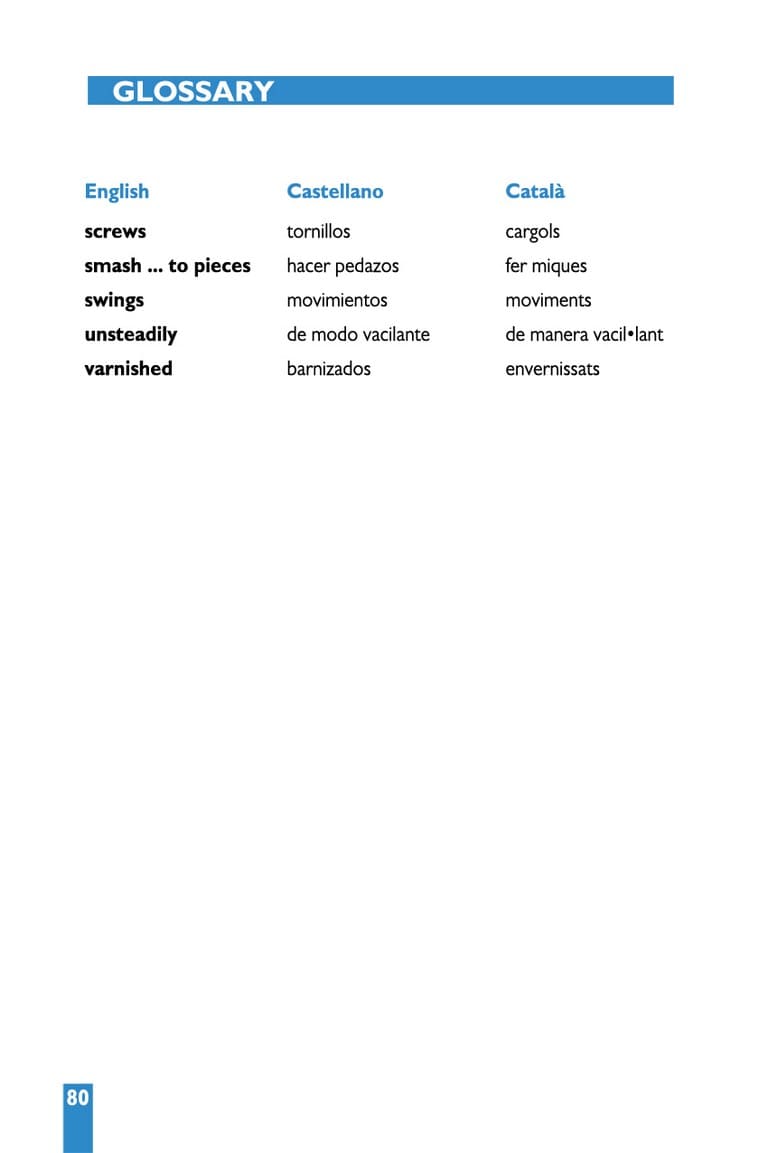 GLOSSARY
English Castellano Català
screws tornillos cargols
smash ... to pieces hacer pedazos fer miques
swings movimientos moviments
unsteadily de modo vacilante de manera vacil•lant
varnished barnizados envernissats
80